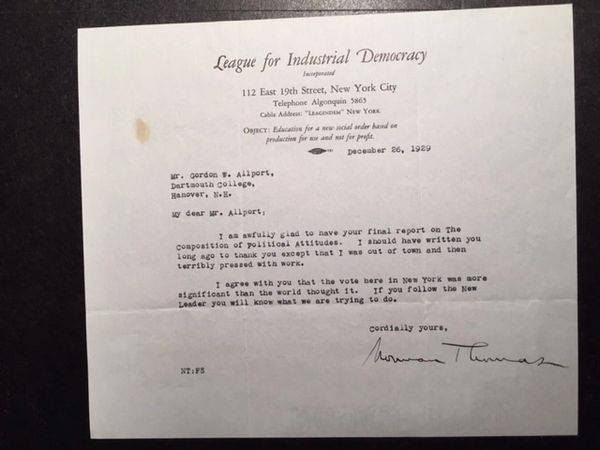 League for Industrial Democracy
Incorporated
112 East 19th Street, New York City
Telephone Algonquin 5865
Cable Address: "LEAGENDEM" NEW YORK
OBJECT: Education for a new social order based on
production for use and not for profit.
December 26, 1929
Mr. Gordon W. Allport,
Dartmouth College,
Hanover, N.H.
My dear Mr. Allport;
I am awfully glad to have your final report on The
Composition of Political Attitudes. I should have written you
long ago to thank you except that I was out of town and then
terribly pressed with work.
I agree with you that the vote here in New York was more
significant than the world thought it. If you follow the New
Leader you will know what we are trying to do.
Cordially yours,
Norman Thomas
NT:FS